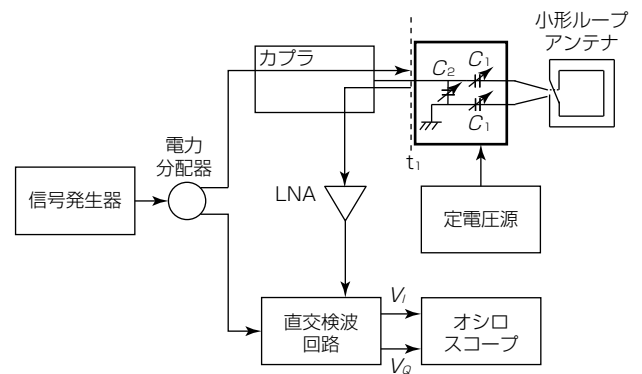 小形ループ
アンテナ
カプラ
C₂
C₁
C₁
t₁
電力
分配器
信号発生器
LNA
定電圧源
直交検波
回路
V_I
V_Q
オシロ
スコープ